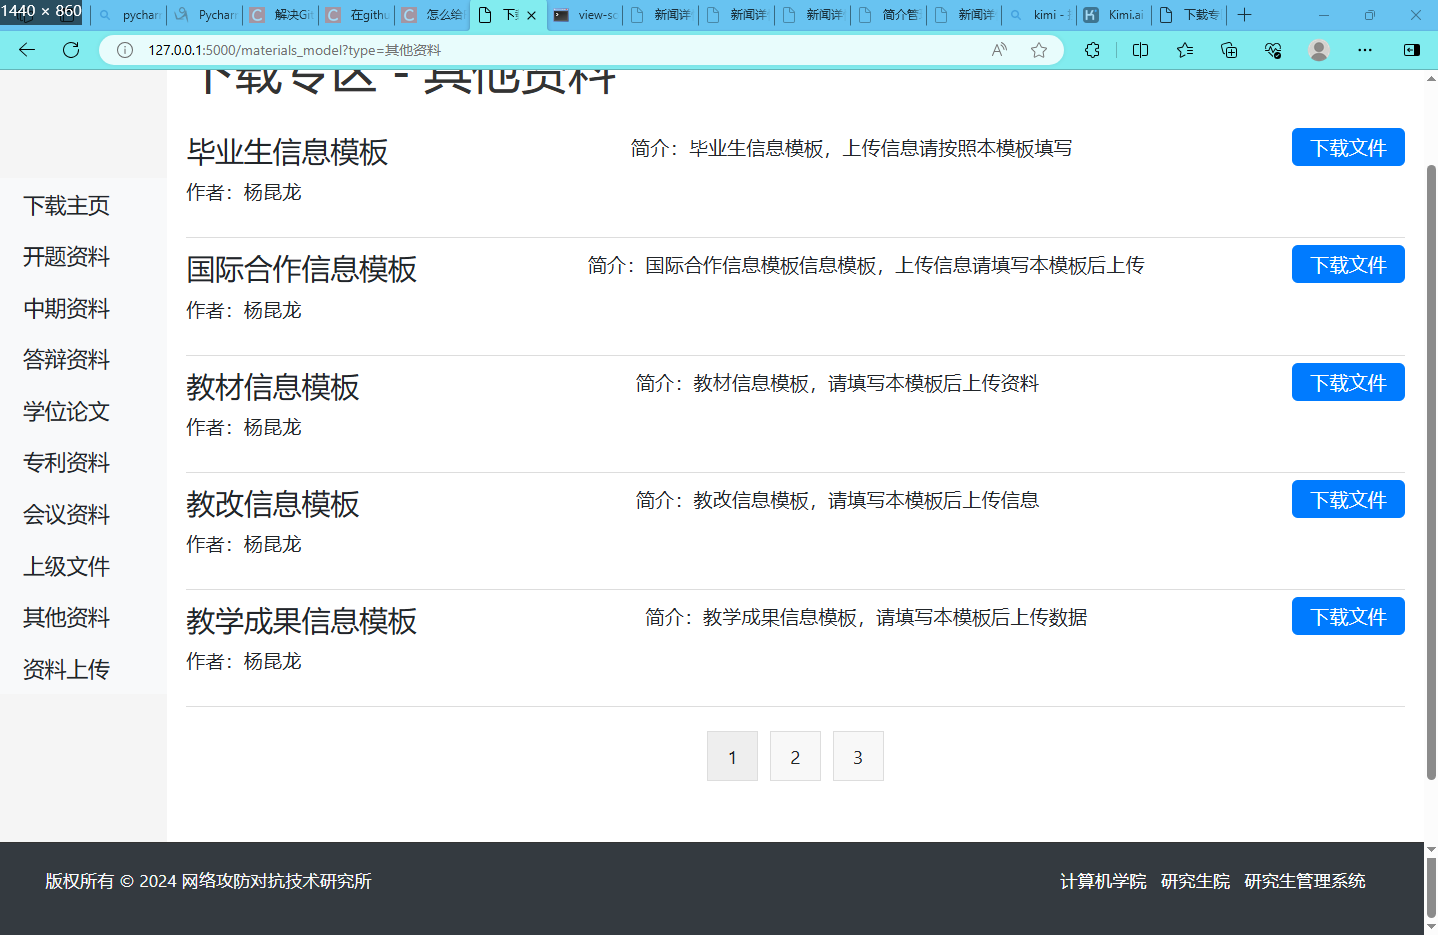 1440 × 860
pychar
Pychar
解决Git
在githu
怎么给
下
view-so
新闻详
新闻详
新闻详
简介管
新闻详
kimi -
Kimi.ai
下载专
127.0.0.1:5000/materials_model?type=其他资料
下载专区 - 其他资料
下载主页
开题资料
中期资料
答辩资料
学位论文
专利资料
会议资料
上级文件
其他资料
资料上传
毕业生信息模板
简介：毕业生信息模板，上传信息请按照本模板填写
下载文件
作者：杨昆龙
国际合作信息模板
简介：国际合作信息模板信息模板，上传信息请填写本模板后上传
下载文件
作者：杨昆龙
教材信息模板
简介：教材信息模板，请填写本模板后上传资料
下载文件
作者：杨昆龙
教改信息模板
简介：教改信息模板，请填写本模板后上传信息
下载文件
作者：杨昆龙
教学成果信息模板
简介：教学成果信息模板，请填写本模板后上传数据
下载文件
作者：杨昆龙
1 2 3
版权所有 © 2024 网络攻防对抗技术研究所
计算机学院 研究生院 研究生管理系统